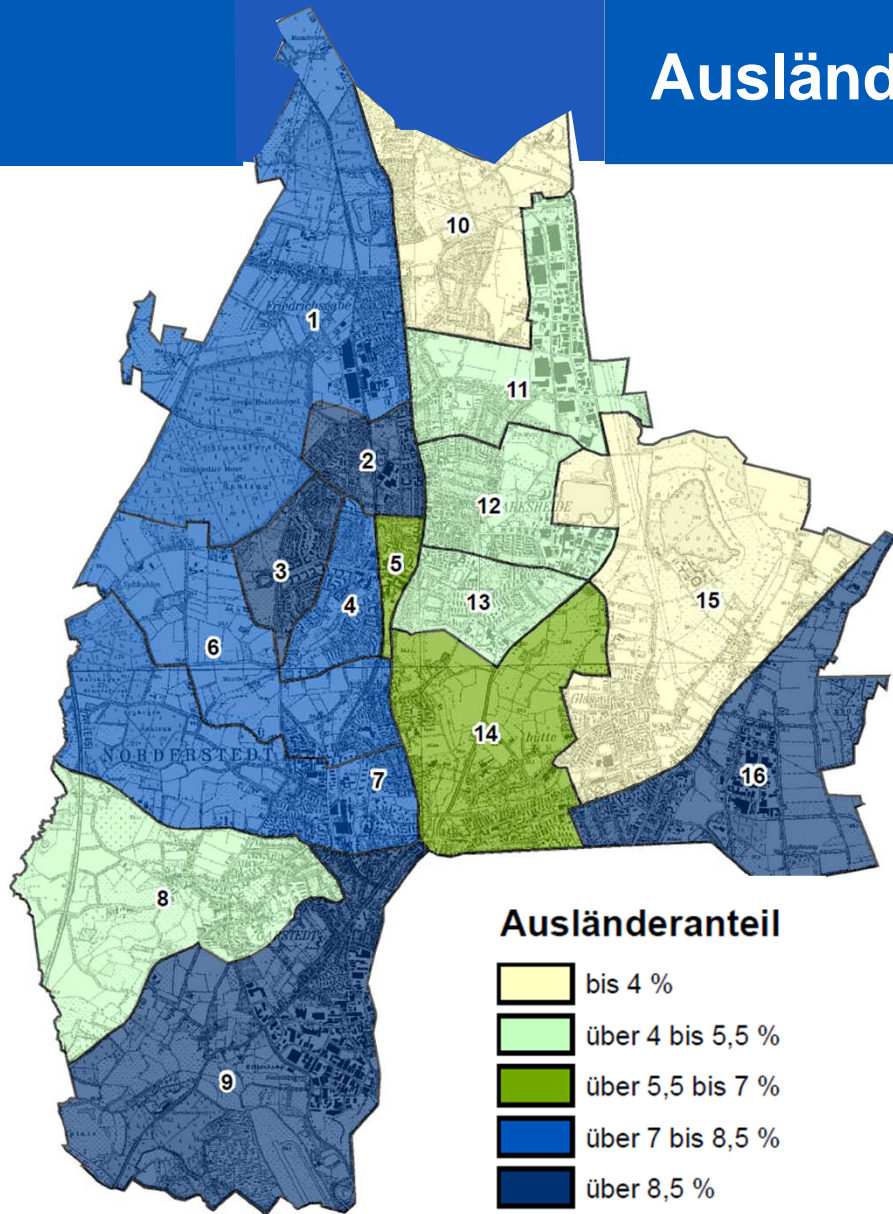 Ausländ
10
Friedrichsgabe
1
11
2
12
5
3
4
13
15
6
14
NORDERSTEDT
16
7
8
9
Ausländeranteil
bis 4 %
über 4 bis 5,5 %
über 5,5 bis 7 %
über 7 bis 8,5 %
über 8,5 %